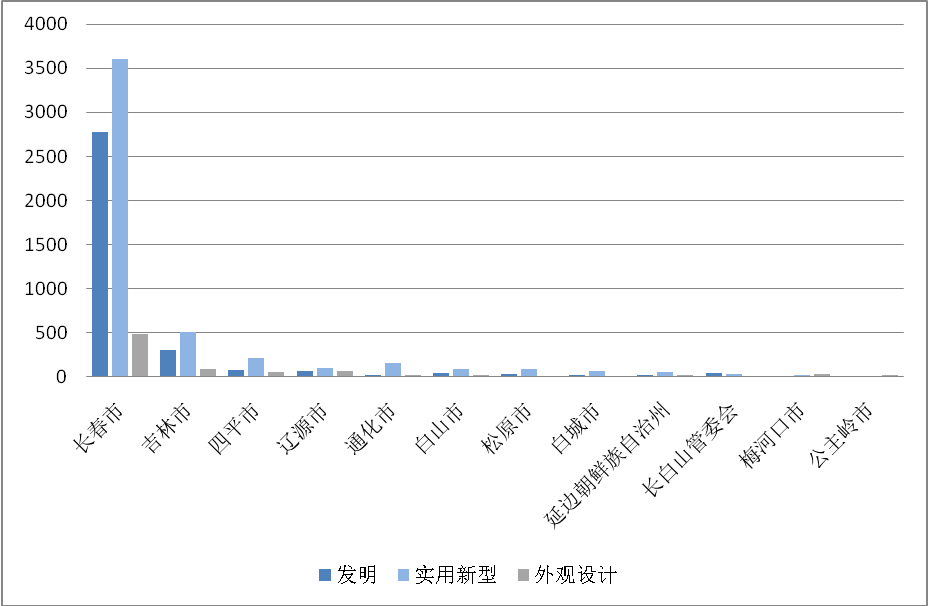 4000
3500
3000
2500
2000
1500
1000
500
0
长春市
吉林市
四平市
辽源市
通化市
白山市
松原市
白城市
延边朝鲜族自治州
长白山管委会
梅河口市
公主岭市
发明 实用新型 外观设计